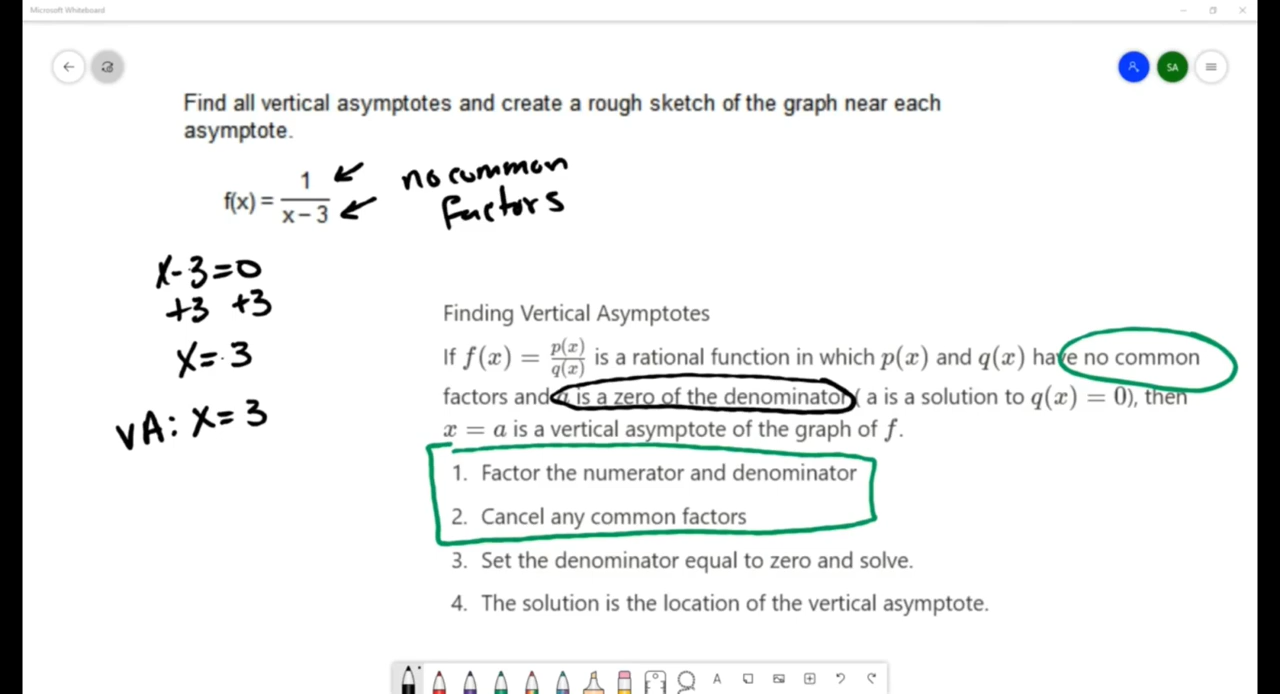 Microsoft Whiteboard
SA
Find all vertical asymptotes and create a rough sketch of the graph near each
asymptote.
f(x) = 1 / x - 3
no common
factors
x-3=0
+3 +3
x = 3
VA: x = 3
Finding Vertical Asymptotes
If f(x) = p(x)/q(x) is a rational function in which p(x) and q(x) have no common
factors and a is a zero of the denominator ( a is a solution to q(x) = 0), then
x = a is a vertical asymptote of the graph of f.
1. Factor the numerator and denominator
2. Cancel any common factors
3. Set the denominator equal to zero and solve.
4. The solution is the location of the vertical asymptote.
A